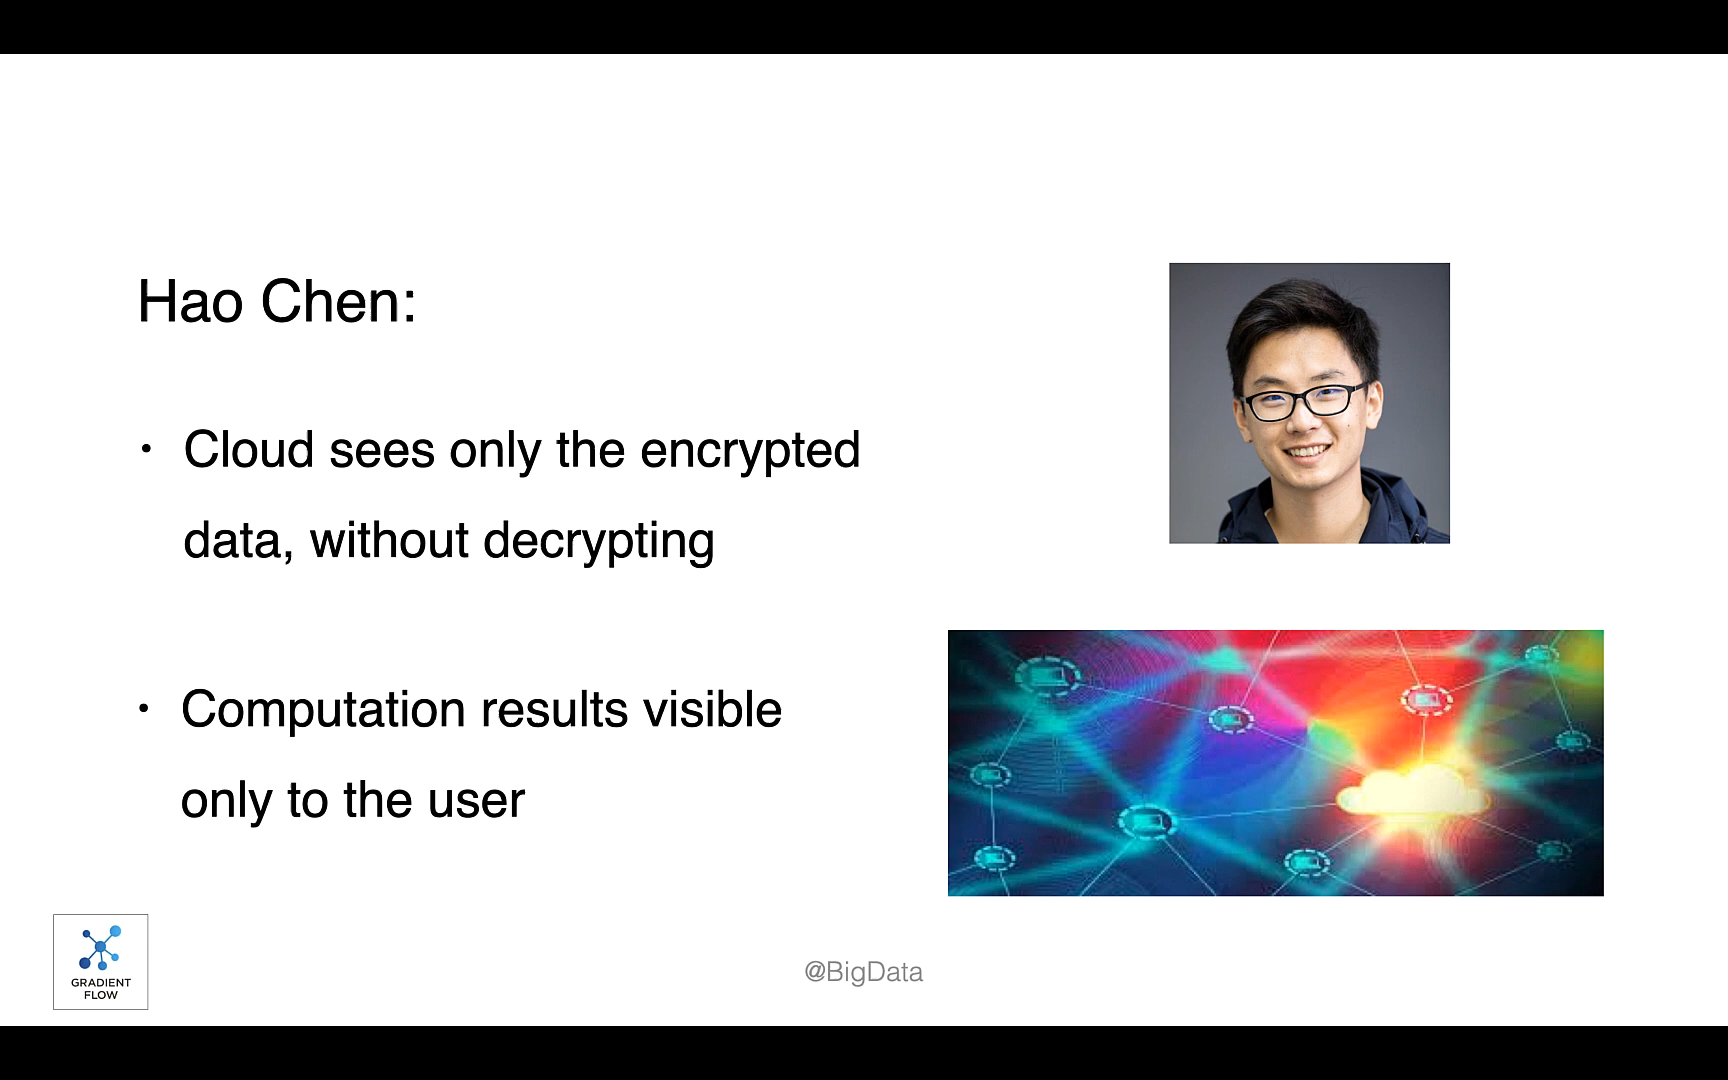 Hao Chen:
• Cloud sees only the encrypted
data, without decrypting
• Computation results visible
only to the user
GRADIENT
FLOW
@BigData